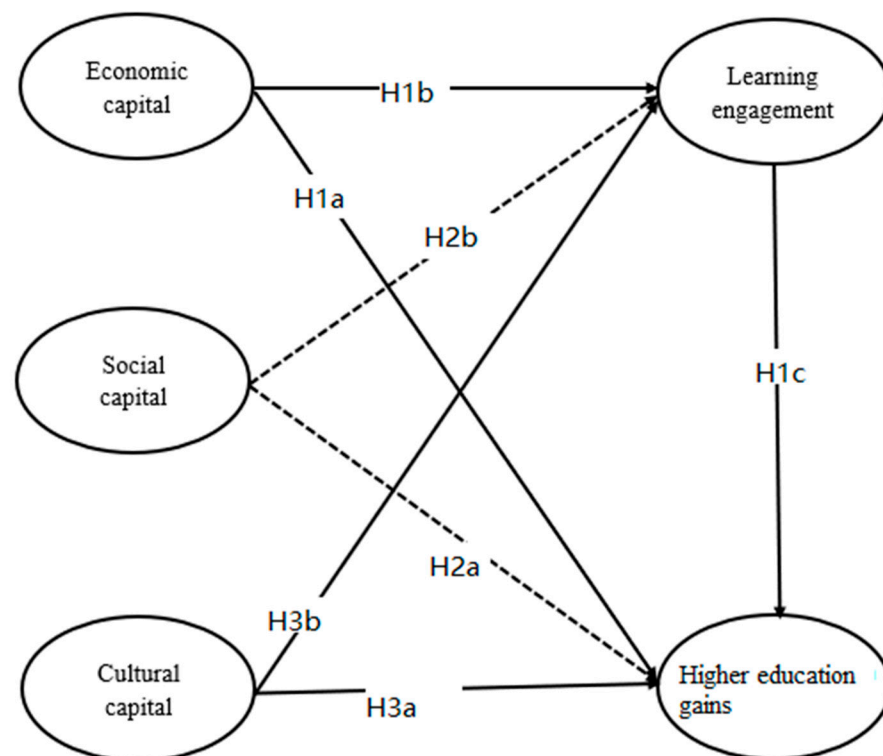 Economic
capital
Learning
engagement
H1b
H1a
H2b
Social
capital
H1c
H2a
H3b
Cultural
capital
Higher education
gains
H3a